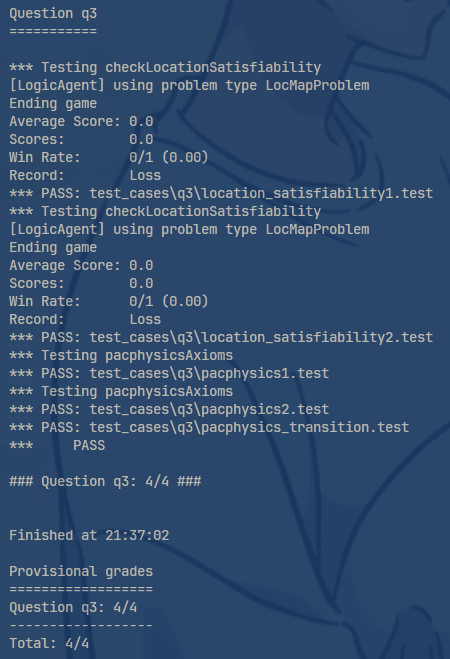 Question q3
===========
*** Testing checkLocationSatisfiability
[LogicAgent] using problem type LocMapProblem
Ending game
Average Score: 0.0
Scores:        0.0
Win Rate:      0/1 (0.00)
Record:        Loss
*** PASS: test_cases\q3\location_satisfiability1.test
*** Testing checkLocationSatisfiability
[LogicAgent] using problem type LocMapProblem
Ending game
Average Score: 0.0
Scores:        0.0
Win Rate:      0/1 (0.00)
Record:        Loss
*** PASS: test_cases\q3\location_satisfiability2.test
*** Testing pacphysicsAxioms
*** PASS: test_cases\q3\pacphysics1.test
*** Testing pacphysicsAxioms
*** PASS: test_cases\q3\pacphysics2.test
*** PASS: test_cases\q3\pacphysics_transition.test
***     PASS
### Question q3: 4/4 ###
Finished at 21:37:02
Provisional grades
==================
Question q3: 4/4
------------------
Total: 4/4